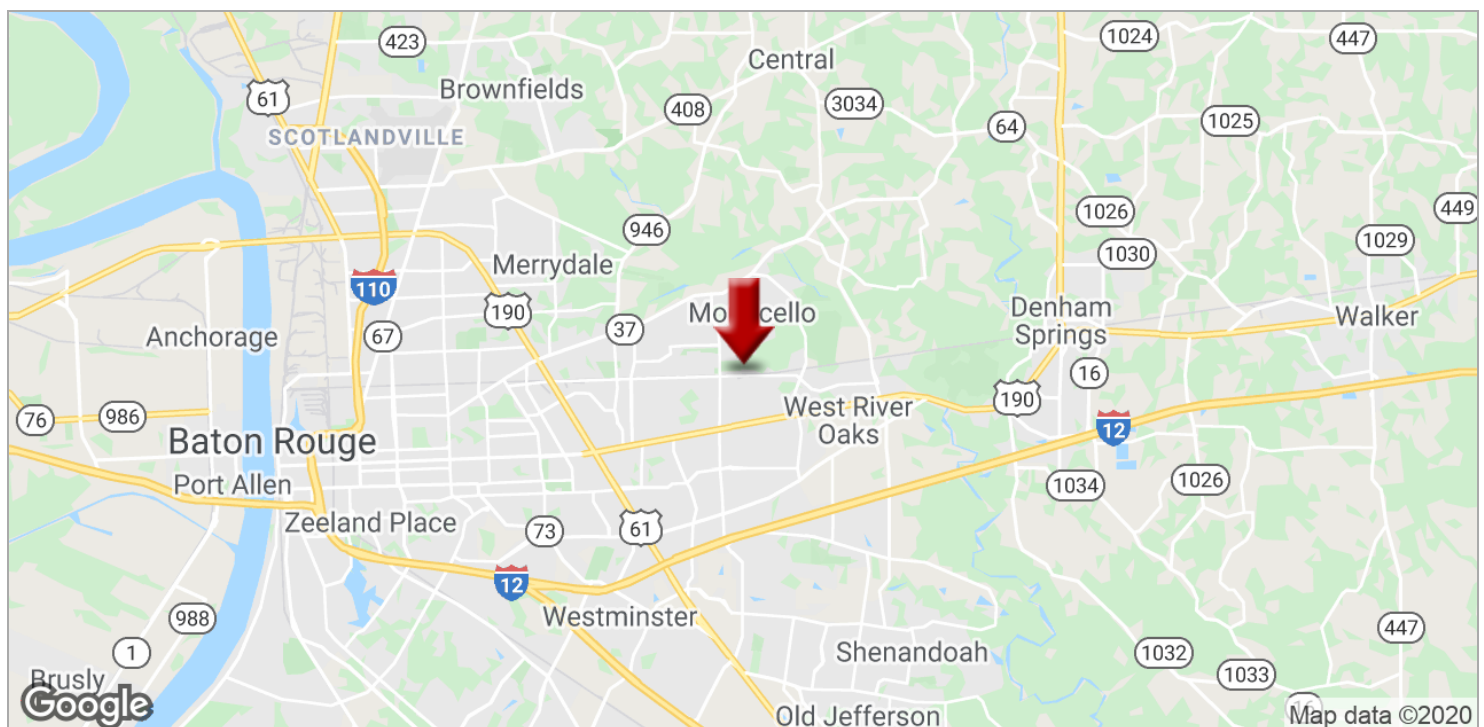 423
Central
1024
447
61
Brownfields
408
3034
64
1025
SCOTLANDVILLE
1026
449
946
1030
1029
Merrydale
110
190
Denham
Springs
37
Walker
Anchorage
67
16
190
76
986
West River
Oaks
12
Baton Rouge
Port Allen
1034
1026
Zeeland Place
73
61
12
Westminster
988
447
1
Shenandoah
1032
1033
Brusly
Google
Old Jefferson
Map data ©2020